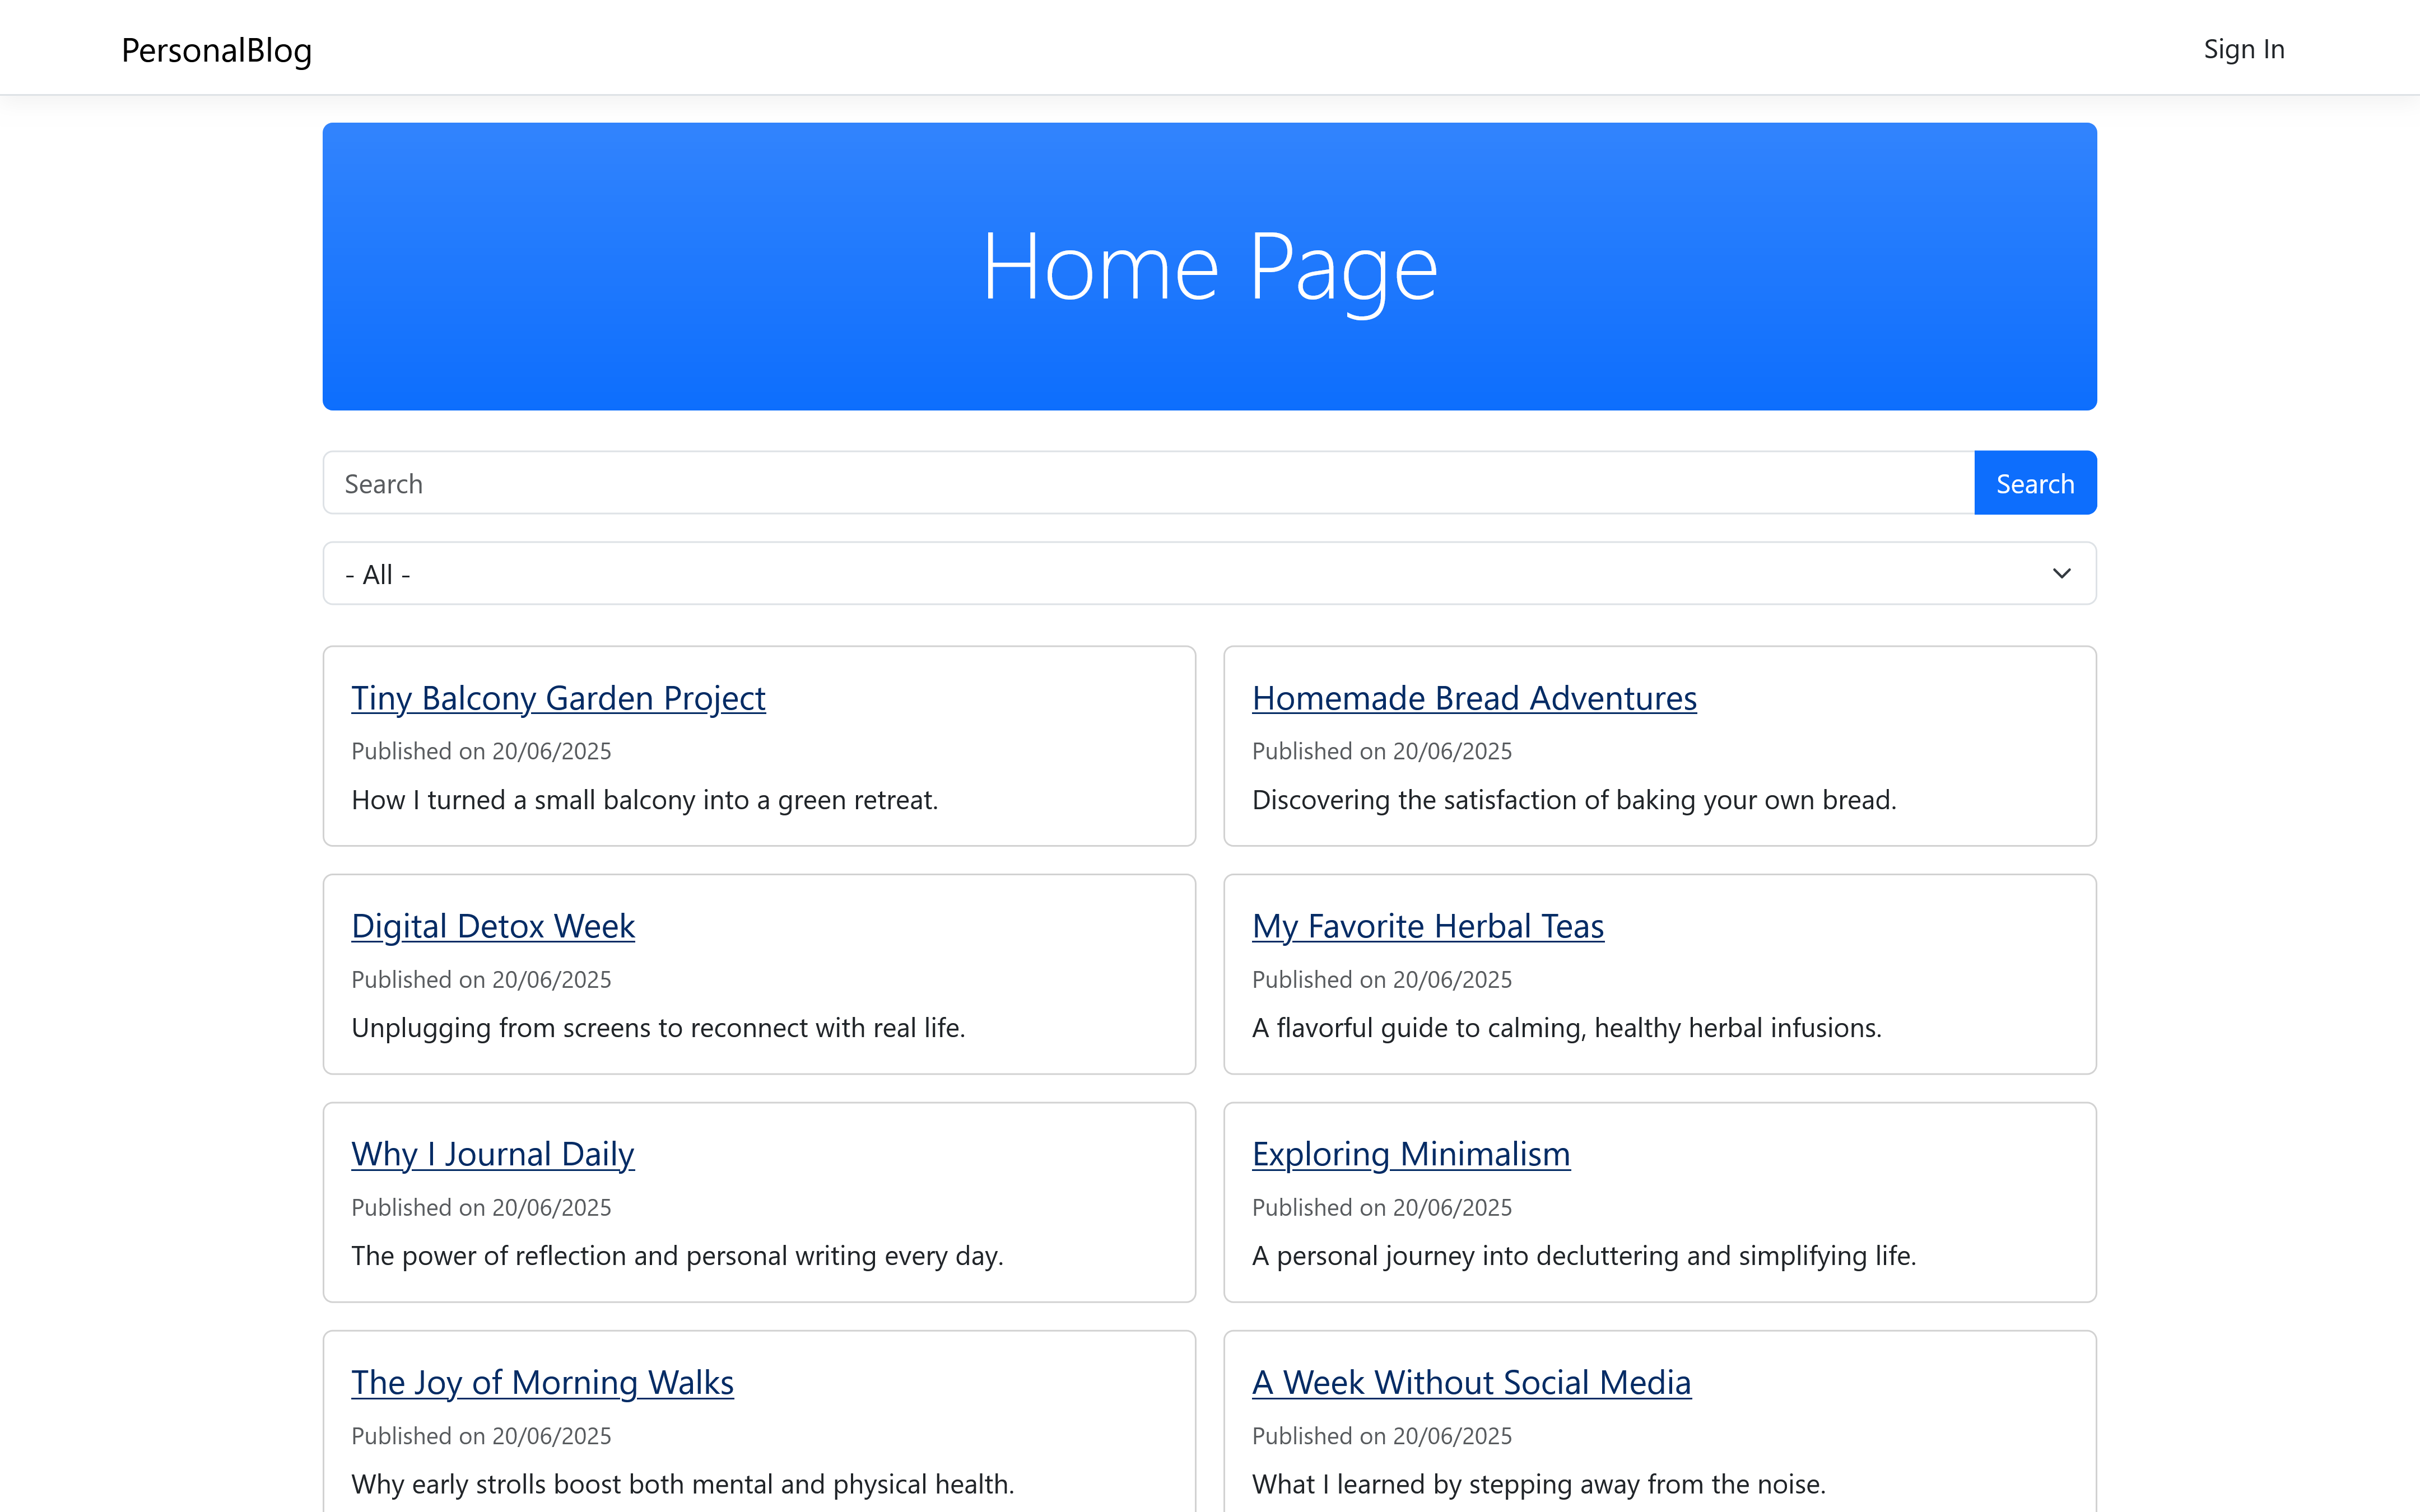 PersonalBlog
Sign In
Home Page
Search
Search
- All -
Tiny Balcony Garden Project
Published on 20/06/2025
How I turned a small balcony into a green retreat.
Homemade Bread Adventures
Published on 20/06/2025
Discovering the satisfaction of baking your own bread.
Digital Detox Week
Published on 20/06/2025
Unplugging from screens to reconnect with real life.
My Favorite Herbal Teas
Published on 20/06/2025
A flavorful guide to calming, healthy herbal infusions.
Why I Journal Daily
Published on 20/06/2025
The power of reflection and personal writing every day.
Exploring Minimalism
Published on 20/06/2025
A personal journey into decluttering and simplifying life.
The Joy of Morning Walks
Published on 20/06/2025
Why early strolls boost both mental and physical health.
A Week Without Social Media
Published on 20/06/2025
What I learned by stepping away from the noise.